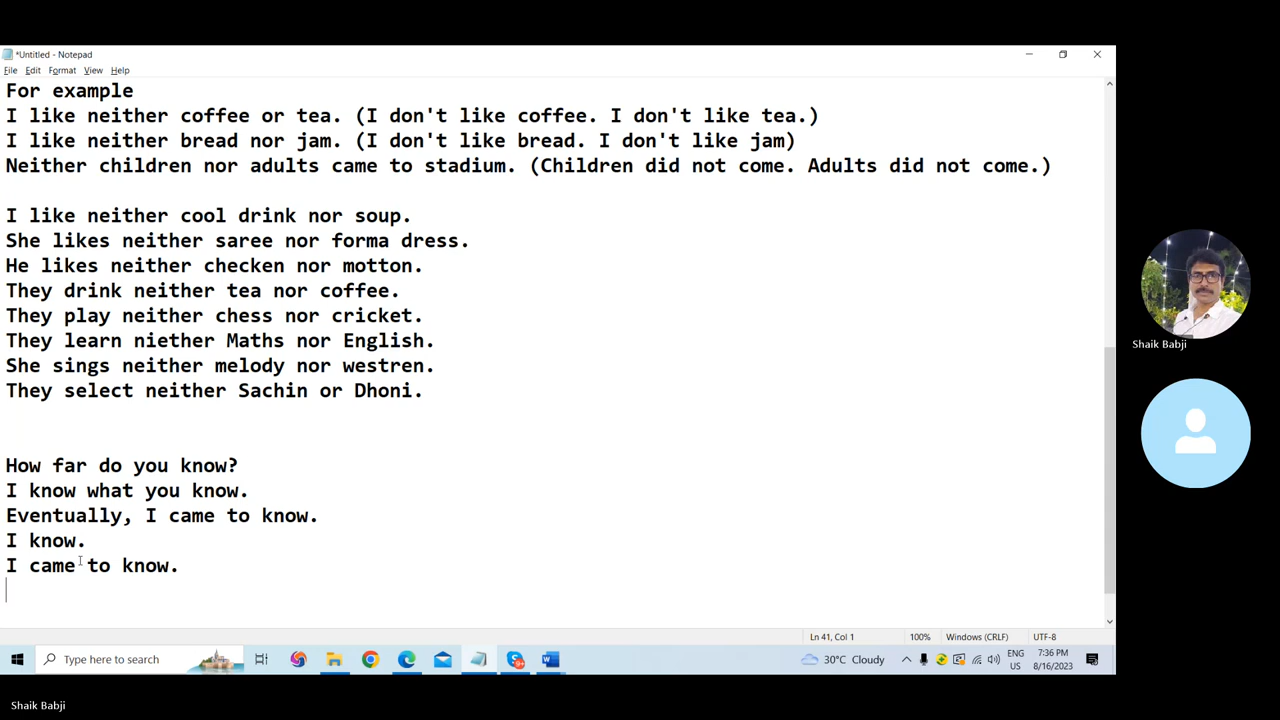 *Untitled - Notepad
File Edit Format View Help
For example
I like neither coffee or tea. (I don't like coffee. I don't like tea.)
I like neither bread nor jam. (I don't like bread. I don't like jam)
Neither children nor adults came to stadium. (Children did not come. Adults did not come.)
I like neither cool drink nor soup.
She likes neither saree nor forma dress.
He likes neither checken nor motton.
They drink neither tea nor coffee.
They play neither chess nor cricket.
They learn niether Maths nor English.
She sings neither melody nor westren.
They select neither Sachin or Dhoni.
How far do you know?
I know what you know.
Eventually, I came to know.
I know.
I came to know.
Shaik Babji
Ln 41, Col 1 100% Windows (CRLF) UTF-8
Type here to search
30°C Cloudy
ENG
US
7:36 PM
8/16/2023
Shaik Babji